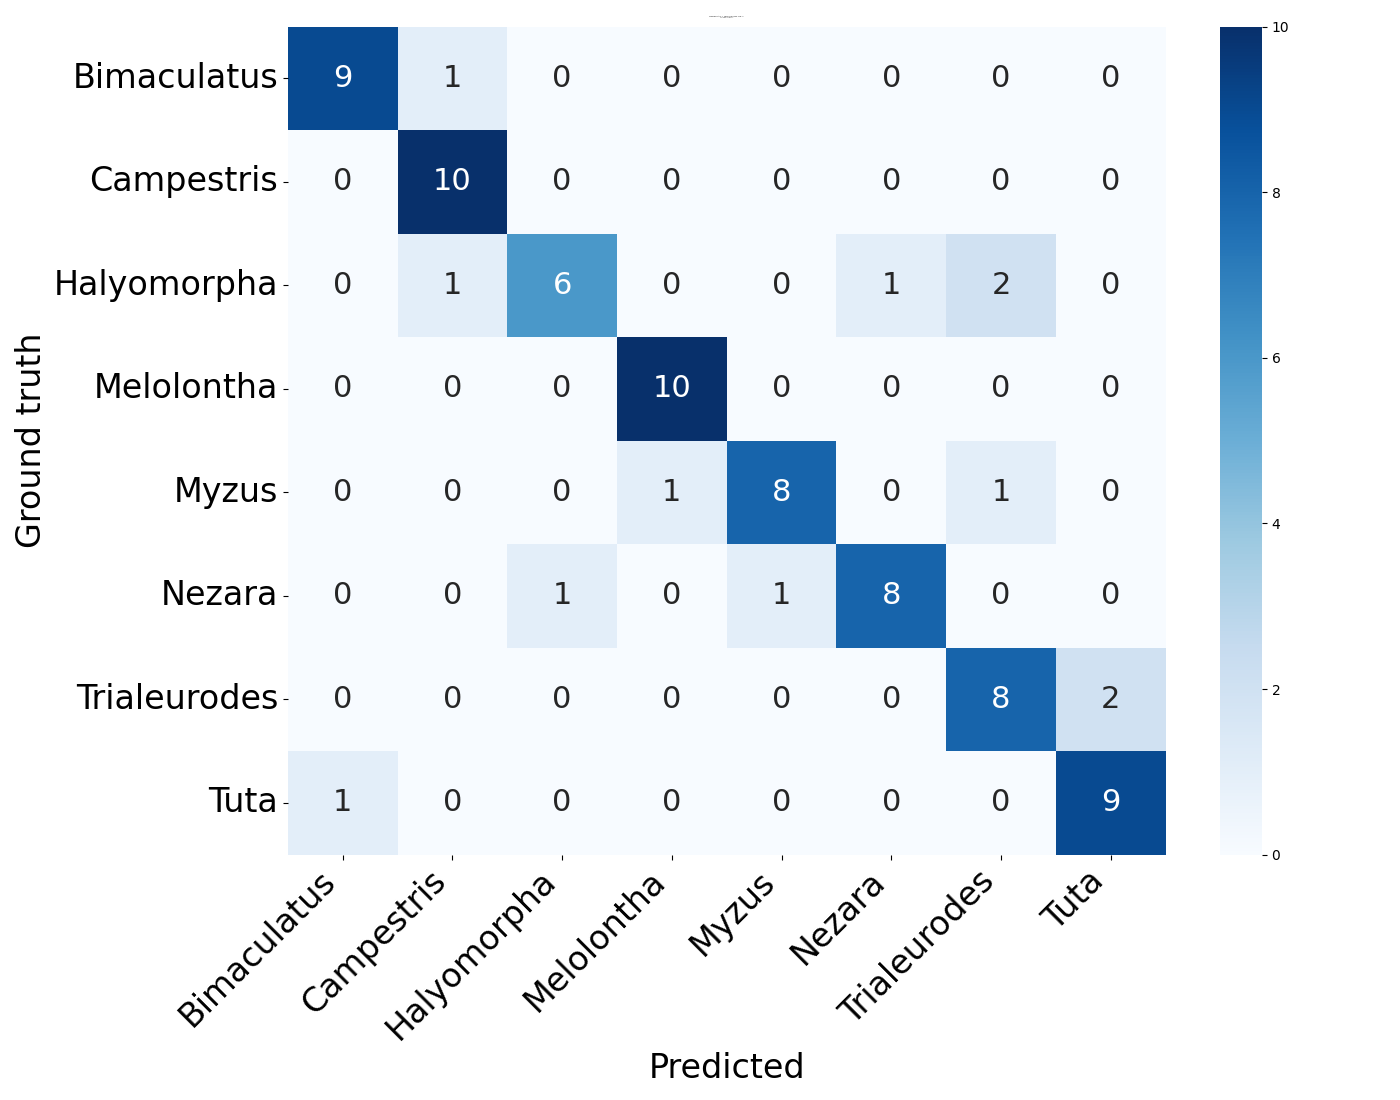 Bimaculatus 9 1 0 0 0 0 0 0
Campestris 0 10 0 0 0 0 0 0
Halyomorpha 0 1 6 0 0 1 2 0
Melolontha 0 0 0 10 0 0 0 0
Myzus 0 0 0 1 8 0 1 0
Nezara 0 0 1 0 1 8 0 0
Trialeurodes 0 0 0 0 0 0 8 2
Tuta 1 0 0 0 0 0 0 9
Ground truth
Bimaculatus Campestris Halyomorpha Melolontha Myzus Nezara Trialeurodes Tuta
Predicted
10
8
6
4
2
0